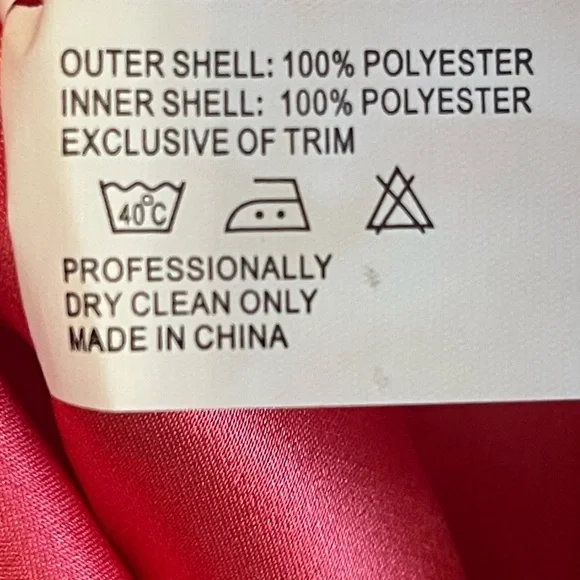 OUTER SHELL: 100% POLYESTER
INNER SHELL: 100% POLYESTER
EXCLUSIVE OF TRIM
40°C
PROFESSIONALLY
DRY CLEAN ONLY
MADE IN CHINA